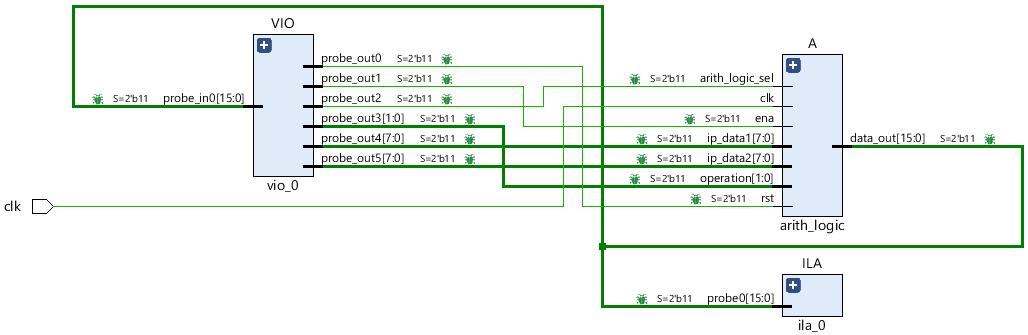 VIO
probe_out0 S=2'b11
probe_out1 S=2'b11
probe_out2 S=2'b11
probe_out3[1:0] S=2'b11
probe_out4[7:0] S=2'b11
probe_out5[7:0] S=2'b11
S=2'b11 probe_in0[15:0]
vio_0
clk
A
S=2'b11 arith_logic_sel
clk
S=2'b11 ena
S=2'b11 ip_data1[7:0]
S=2'b11 ip_data2[7:0]
S=2'b11 operation[1:0]
S=2'b11 rst
data_out[15:0] S=2'b11
arith_logic
ILA
S=2'b11 probe0[15:0]
ila_0